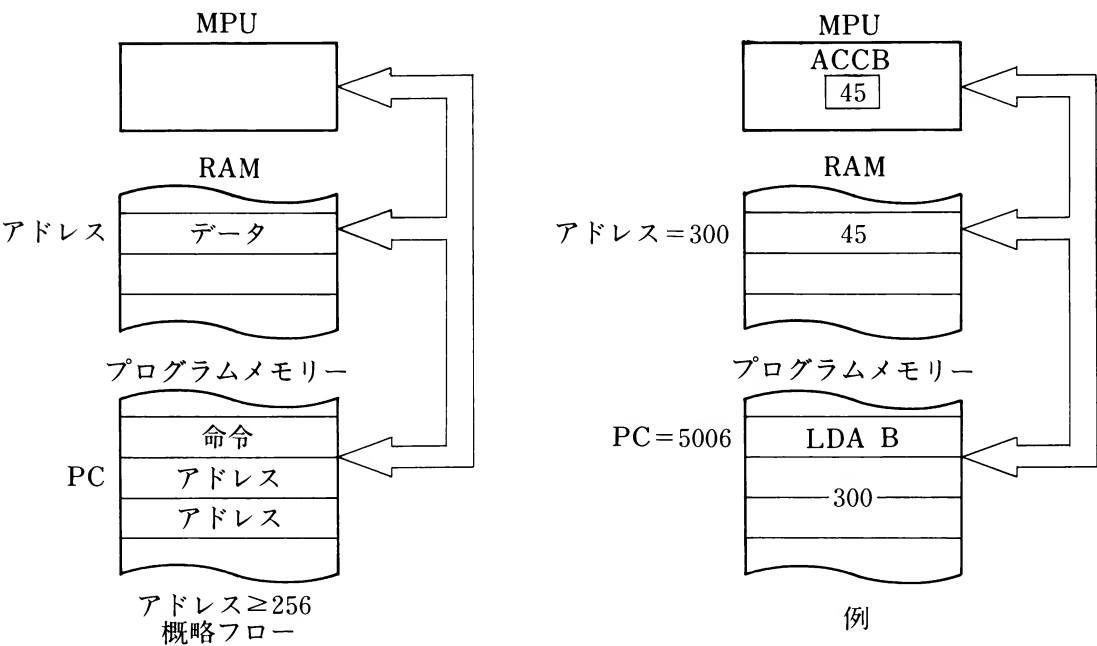 MPU
RAM
アドレス
データ
プログラムメモリー
命令
PC
アドレス
アドレス
アドレス≧256
概略フロー
MPU
ACCB
45
RAM
アドレス=300
45
プログラムメモリー
PC=5006
LDA B
300
例